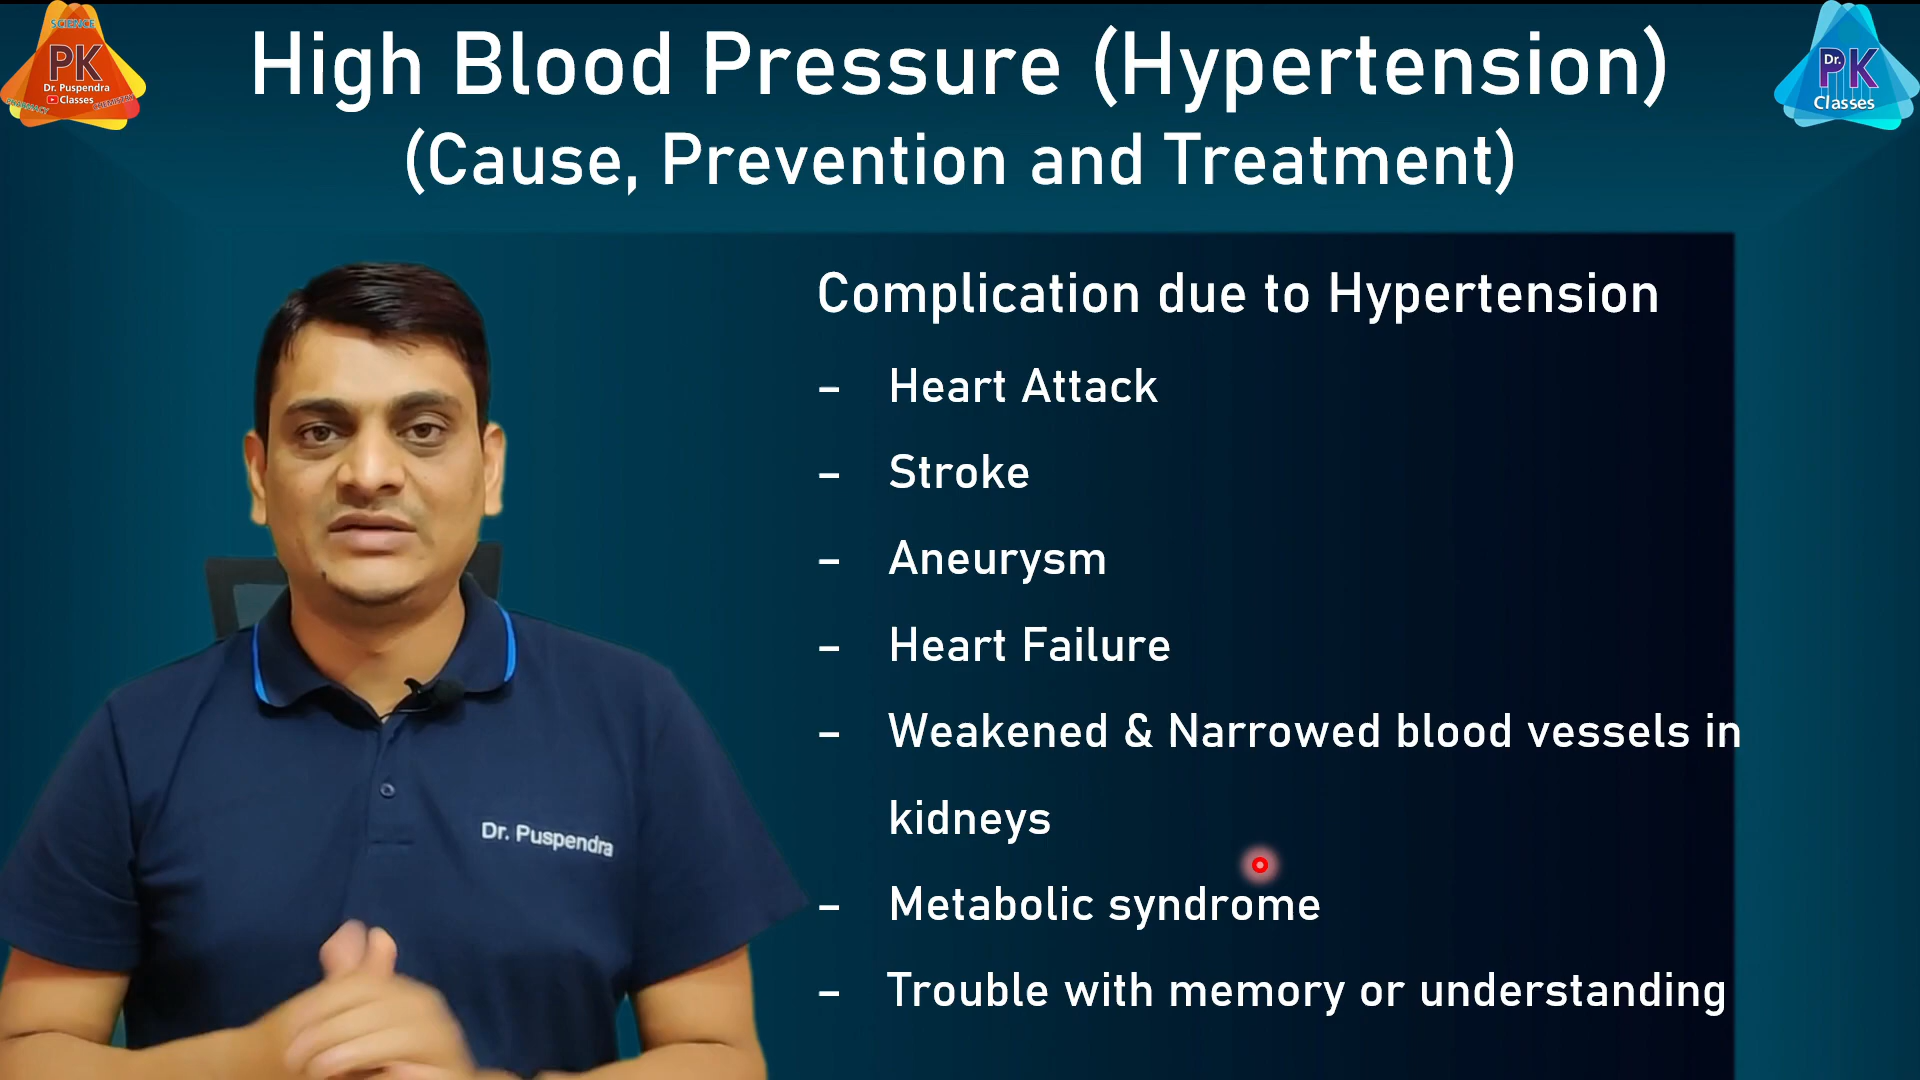 SCIENCE
PK
Dr. Puspendra
Classes
PHARMACY
CHEMISTRY
High Blood Pressure (Hypertension)
(Cause, Prevention and Treatment)
Dr.
PK
Classes
Complication due to Hypertension
– Heart Attack
– Stroke
– Aneurysm
– Heart Failure
– Weakened & Narrowed blood vessels in
kidneys
– Metabolic syndrome
– Trouble with memory or understanding
Dr. Puspendra